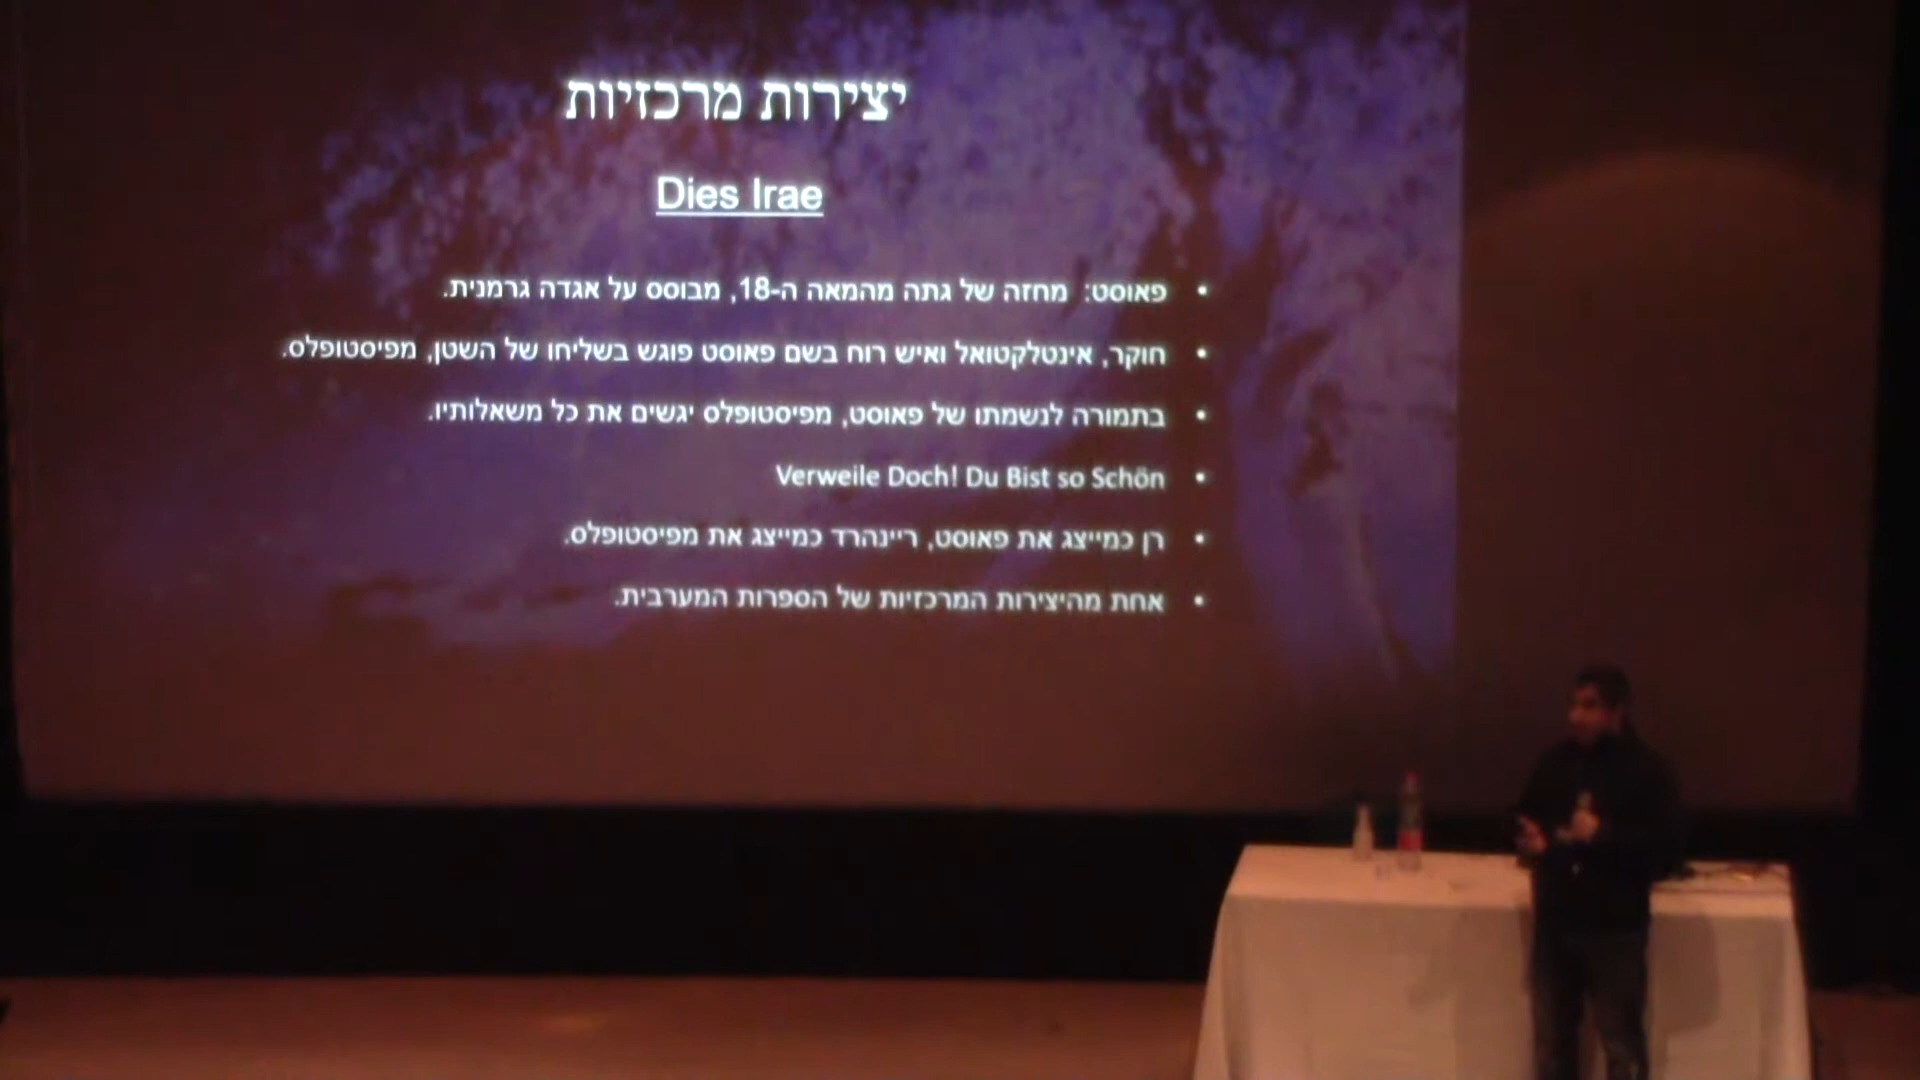 יצירות מרכזיות
Dies Irae
• פאוסט: מחזה של גתה מהמאה ה-18, מבוסס על אגדה גרמנית.
• חוקר, אינטלקטואל ואיש רוח בשם פאוסט פוגש בשליחו של השטן, מפיסטופלס.
• בתמורה לנשמתו של פאוסט, מפיסטופלס יגשים את כל משאלותיו.
• Verweile Doch! Du Bist so Schön
• רן כמייצג את פאוסט, ריינהרד כמייצג את מפיסטופלס.
• אחת מהיצירות המרכזיות של הספרות המערבית.